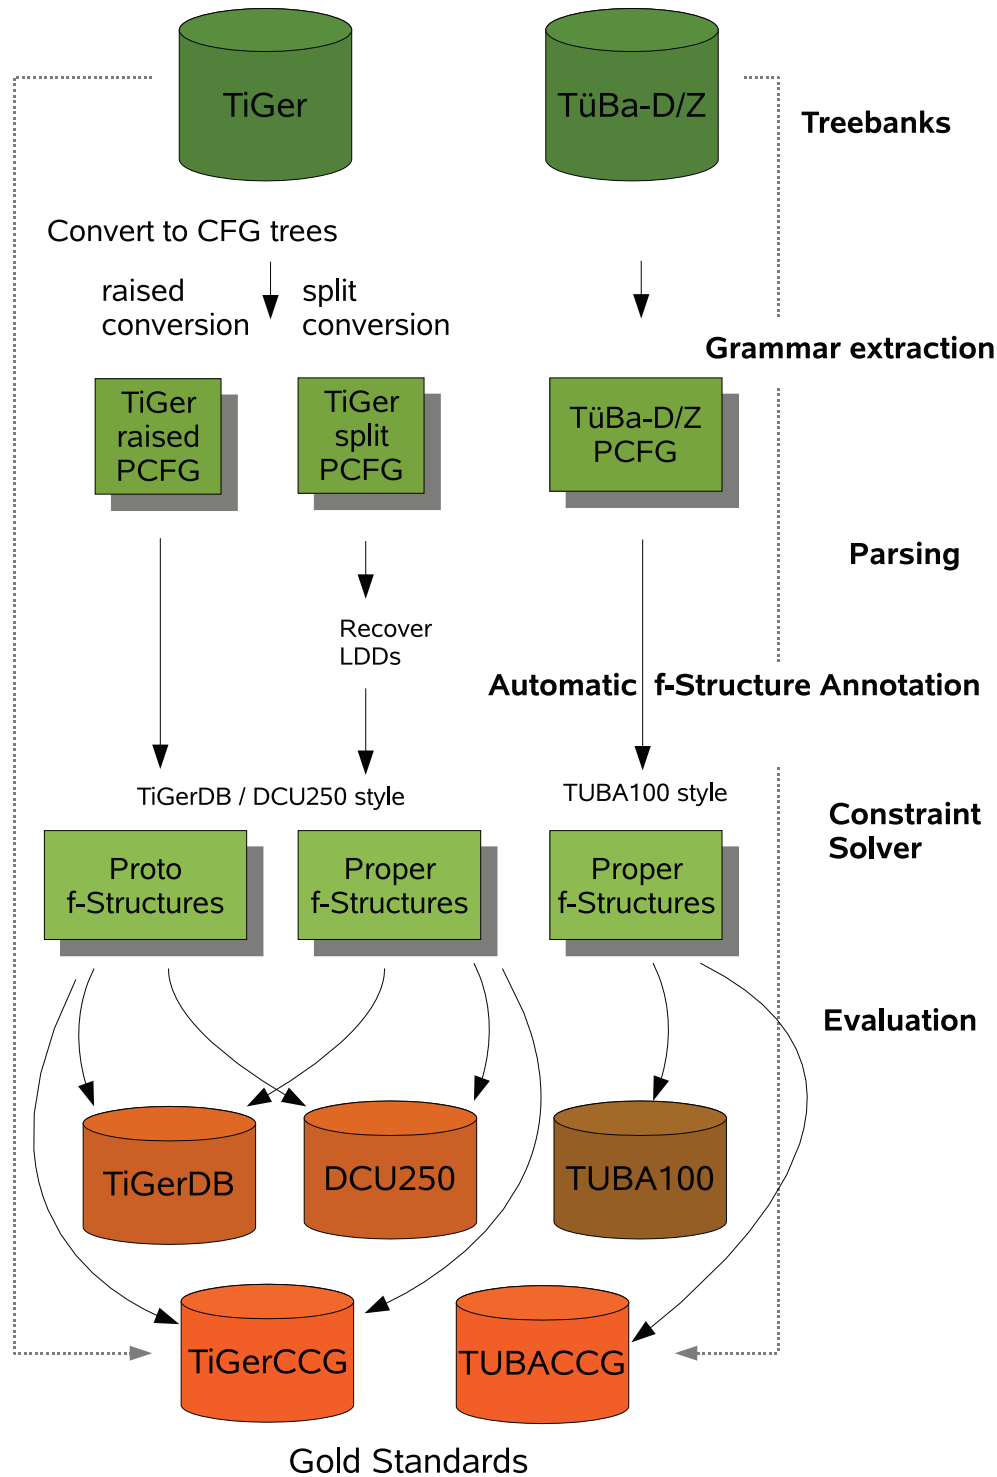 TiGer
TüBa-D/Z
Treebanks
Convert to CFG trees
raised
conversion
split
conversion
Grammar extraction
TiGer
raised
PCFG
TiGer
split
PCFG
TüBa-D/Z
PCFG
Parsing
Recover
LDDs
Automatic f-Structure Annotation
TiGerDB / DCU250 style
TUBA100 style
Constraint
Solver
Proto
f-Structures
Proper
f-Structures
Proper
f-Structures
Evaluation
TiGerDB
DCU250
TUBA100
TiGerCCG
TUBACCG
Gold Standards